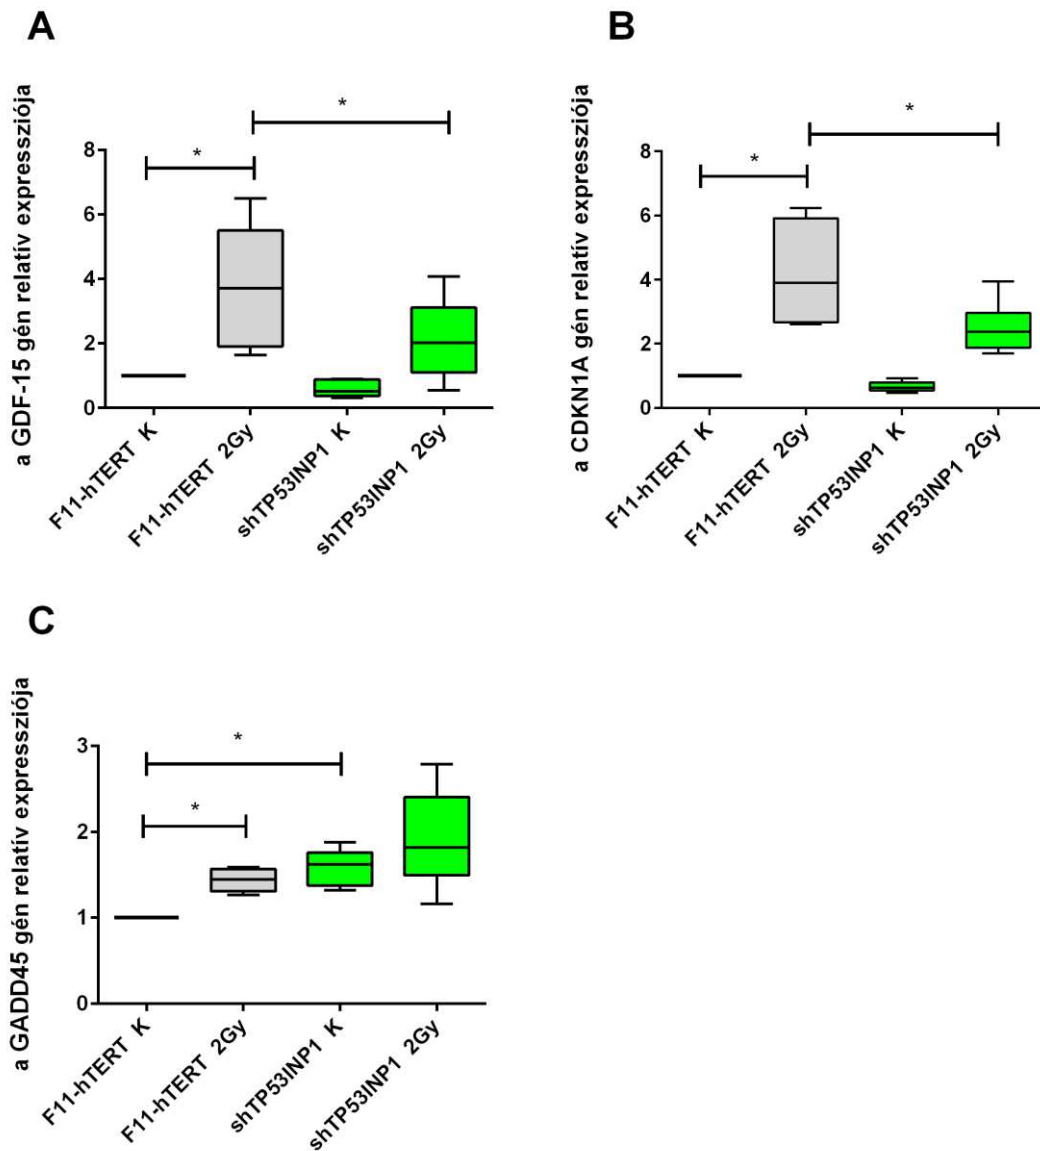 A
a GDF-15 gén relatív expressziója
8
6
4
2
0
*
*
F11-hTERT K
F11-hTERT 2Gy
shTP53INP1 K
shTP53INP1 2Gy
B
a CDKN1A gén relatív expressziója
8
6
4
2
0
*
*
F11-hTERT K
F11-hTERT 2Gy
shTP53INP1 K
shTP53INP1 2Gy
C
a GADD45 gén relatív expressziója
3
2
1
0
*
*
F11-hTERT K
F11-hTERT 2Gy
shTP53INP1 K
shTP53INP1 2Gy